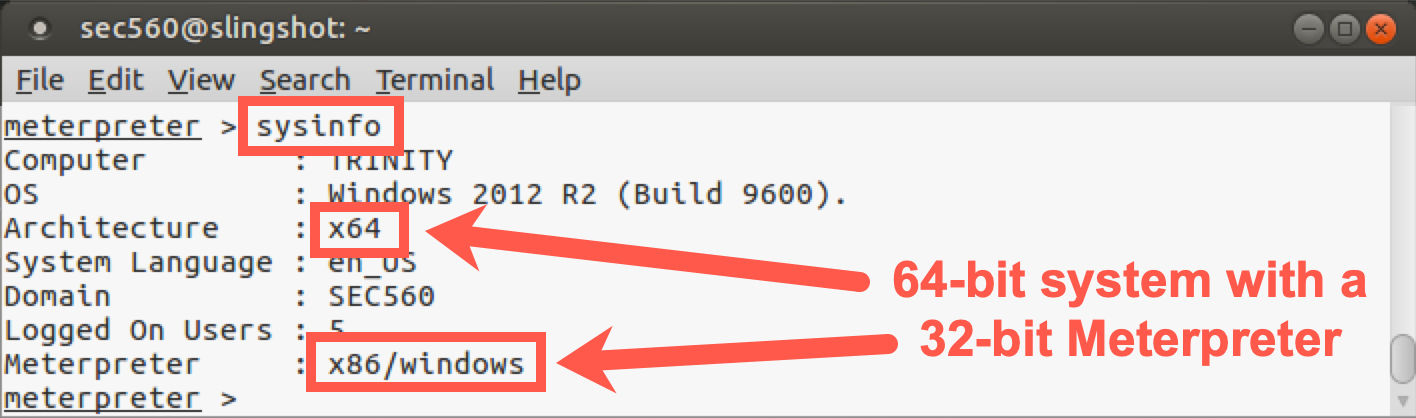 sec560@slingshot: ~
File Edit View Search Terminal Help
meterpreter > sysinfo
Computer : TRINITY
OS : Windows 2012 R2 (Build 9600).
Architecture : x64
System Language : en_US
Domain : SEC560
Logged On Users : 5
Meterpreter : x86/windows
meterpreter >
64-bit system with a
32-bit Meterpreter